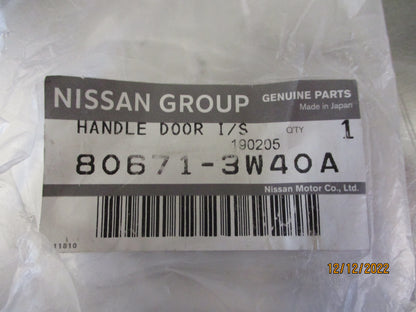 NISSAN GROUP GENUINE PARTS
Made in Japan
HANDLE DOOR I/S QTY 1
190205
80671-3W40A
Nissan Motor Co., Ltd.
11010
12/12/2022